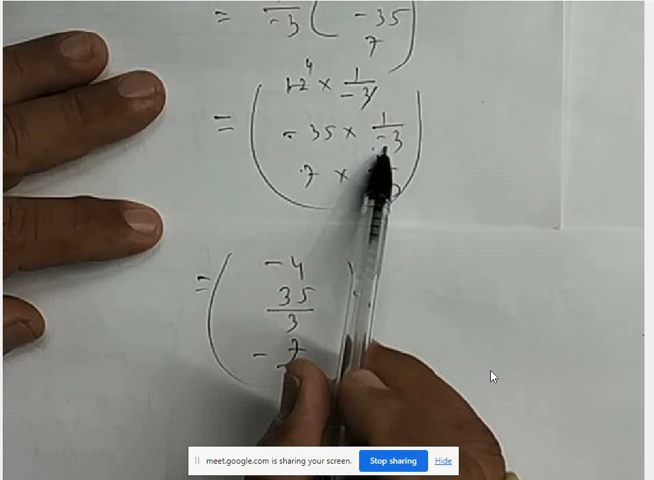 = 1/-3 ( -35
7 )
= ( 12 4 × 1/-3
-35 × 1/-3
7 ×
= ( -4
35/3
- 7
meet.google.com is sharing your screen. Stop sharing Hide